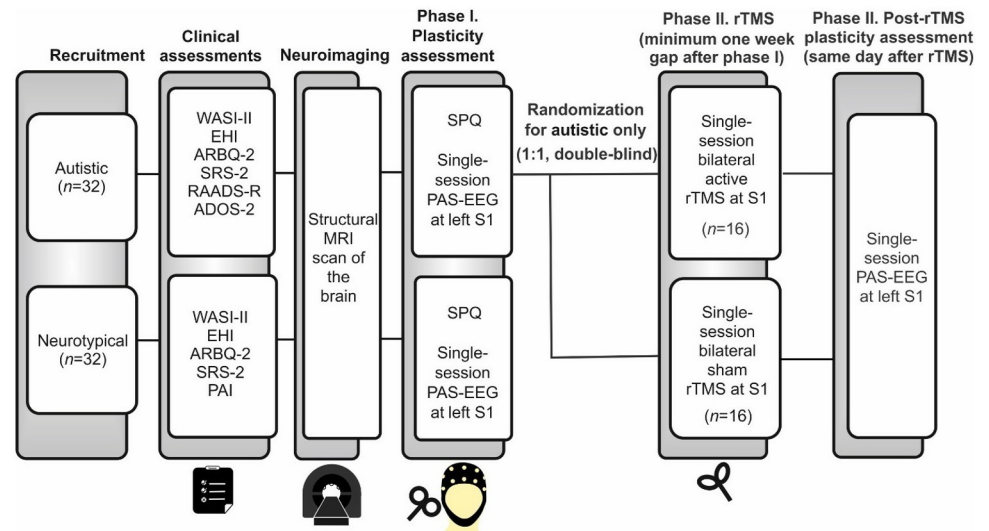 Recruitment
Clinical
assessments
Neuroimaging
Phase I.
Plasticity
assessment
Phase II. rTMS
(minimum one week
gap after phase I)
Phase II. Post-rTMS
plasticity assessment
(same day after rTMS)
Autistic
(n=32)
Neurotypical
(n=32)
WASI-II
EHI
ARBQ-2
SRS-2
RAADS-R
ADOS-2
WASI-II
EHI
ARBQ-2
SRS-2
PAI
Structural
MRI
scan of
the
brain
SPQ
Single-
session
PAS-EEG
at left S1
SPQ
Single-
session
PAS-EEG
at left S1
Randomization
for autistic only
(1:1, double-blind)
Single-
session
bilateral
active
rTMS at S1
(n=16)
Single-
session
bilateral
sham
rTMS at S1
(n=16)
Single-
session
PAS-EEG
at left S1